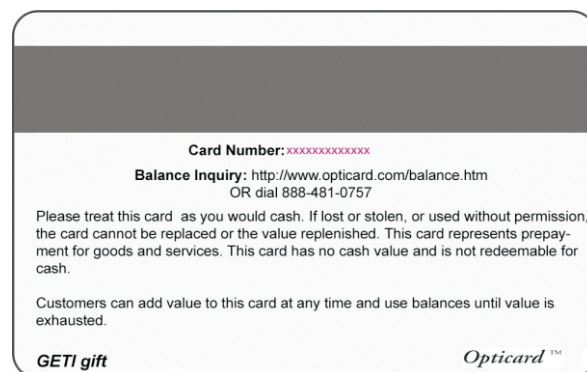 Card Number:xxxxxxxxxxxxx
Balance Inquiry: http://www.opticard.com/balance.htm
OR dial 888-481-0757
Please treat this card as you would cash. If lost or stolen, or used without permission,
the card cannot be replaced or the value replenished. This card represents prepay-
ment for goods and services. This card has no cash value and is not redeemable for
cash.
Customers can add value to this card at any time and use balances until value is
exhausted.
GETI gift
Opticard ™